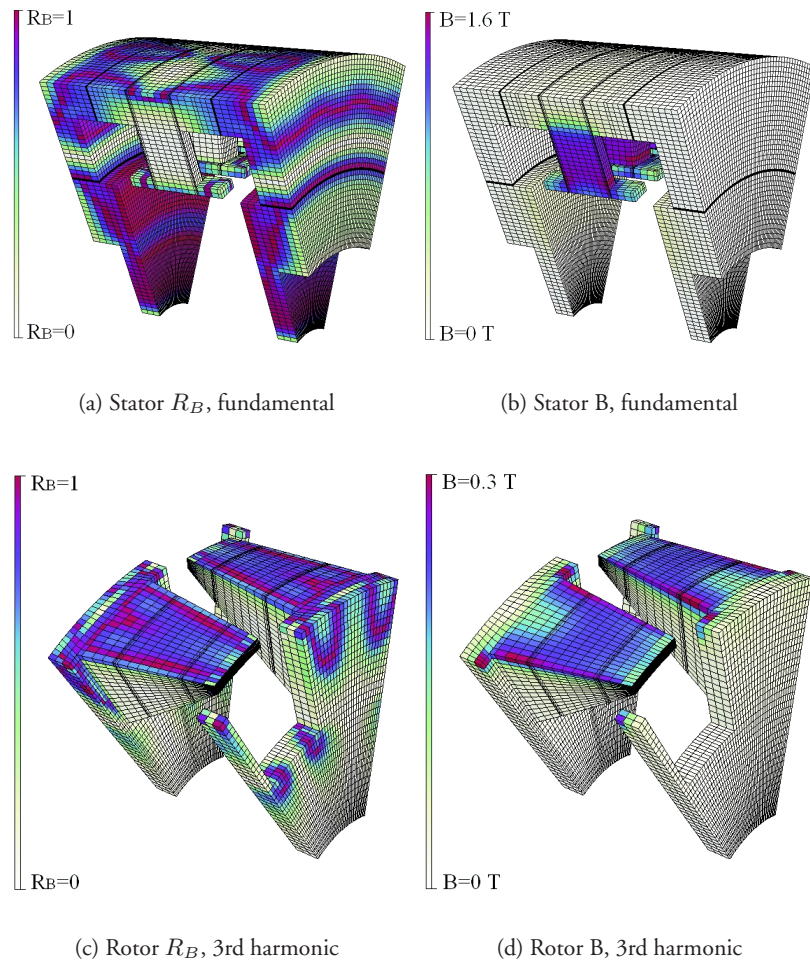 RB=1
RB=0
B=1.6 T
B=0 T
(a) Stator RB, fundamental
(b) Stator B, fundamental
RB=1
RB=0
B=0.3 T
B=0 T
(c) Rotor RB, 3rd harmonic
(d) Rotor B, 3rd harmonic